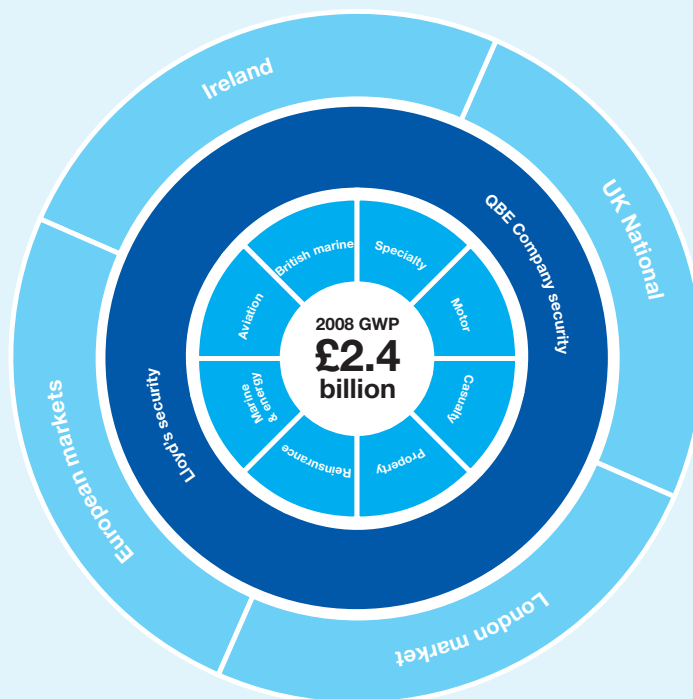 Ireland
UK National
QBE Company security
British marine
Specialty
Aviation
Motor
2008 GWP
£2.4
billion
Marine
& energy
Casualty
Reinsurance
Property
Lloyd's security
European markets
London market